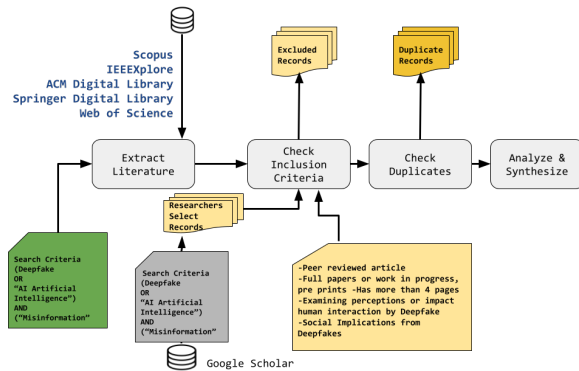 Scopus
IEEEXplore
ACM Digital Library
Springer Digital Library
Web of Science
Excluded
Records
Duplicate
Records
Extract
Literature
Check
Inclusion
Criteria
Check
Duplicates
Analyze &
Synthesize
Researchers
Select
Records
Search Criteria
(Deepfake
OR
"AI Artificial
Intelligence")
AND
("Misinformation"
Search Criteria
(Deepfake
OR
"AI Artificial
Intelligence")
AND
("Misinformation"
-Peer reviewed article
-Full papers or work in progress,
pre prints -Has more than 4 pages
-Examining perceptions or impact
human interaction by Deepfake
-Social Implications from
Deepfakes
Google Scholar